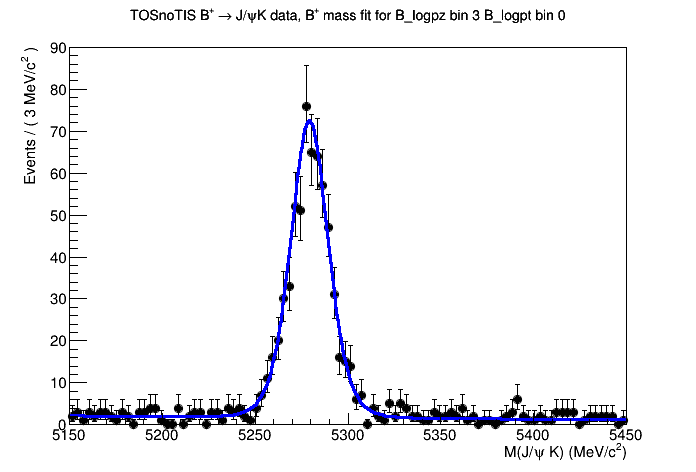 TOSnoTIS B⁺ → J/ψK data, B⁺ mass fit for B_logpz bin 3 B_logpt bin 0
Events / ( 3 MeV/c² )
90
80
70
60
50
40
30
20
10
0
5150 5200 5250 5300 5350 5400 5450
M(J/ψ K) (MeV/c²)